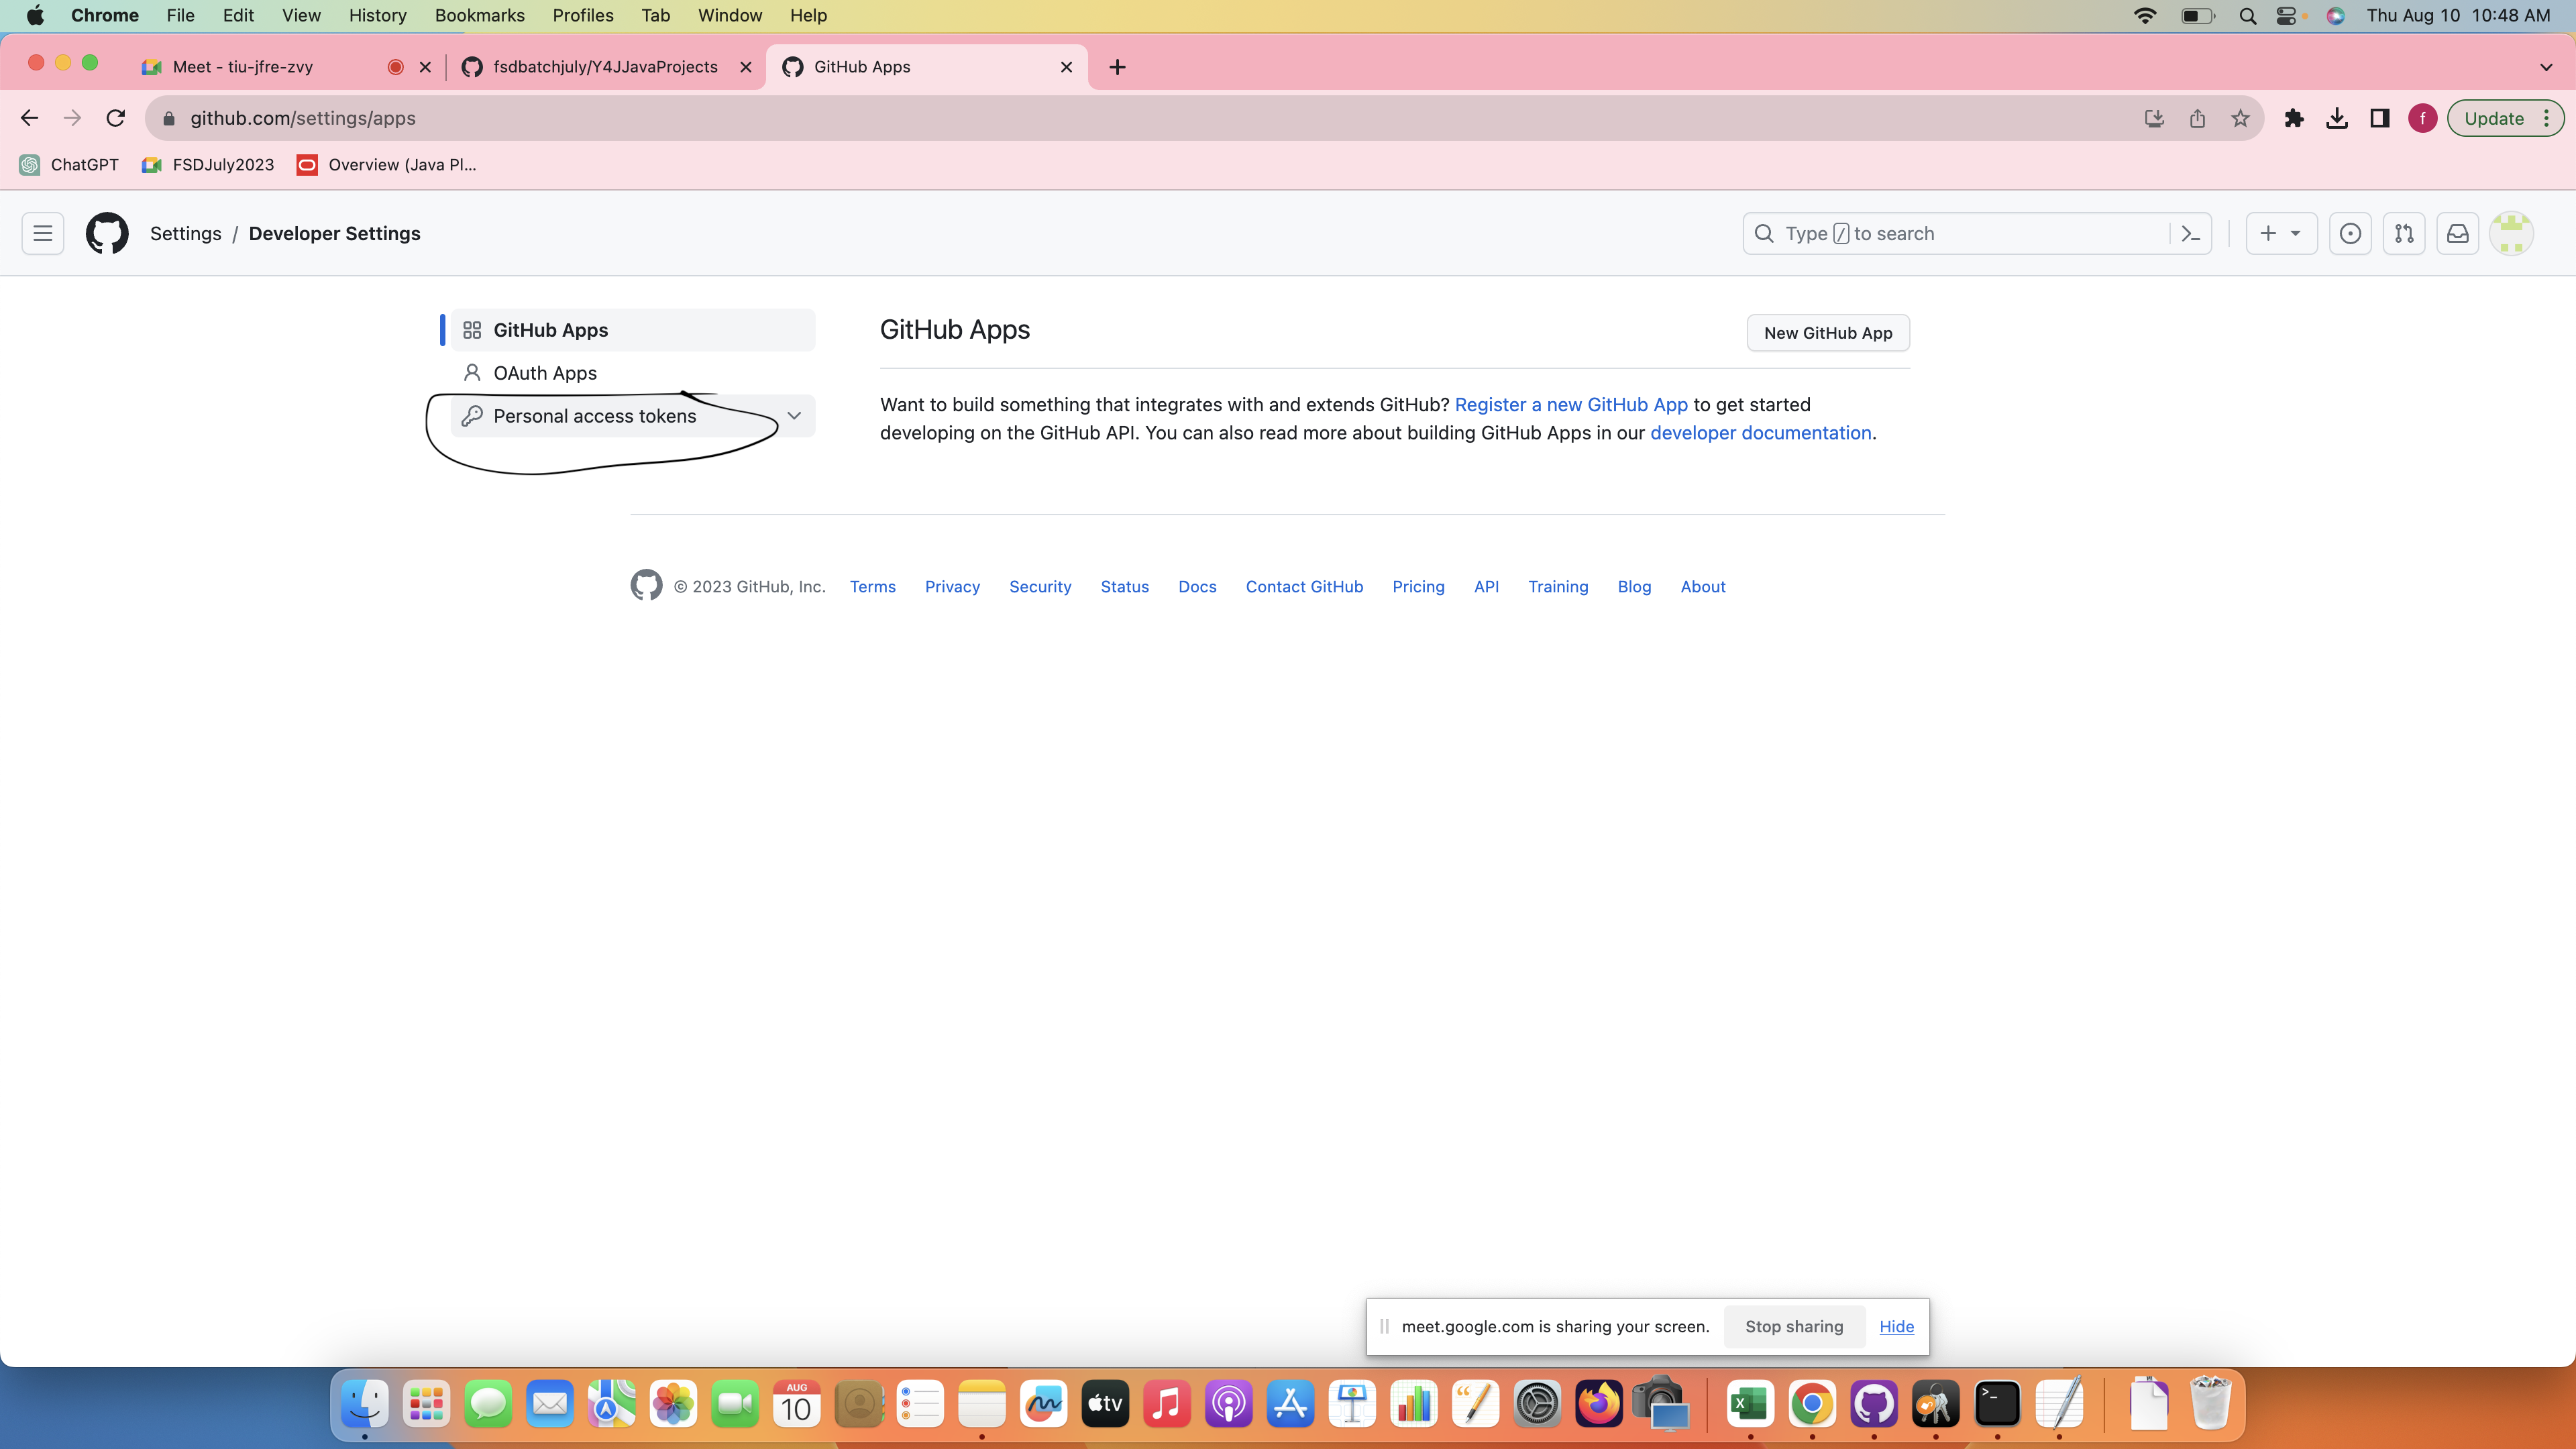 Chrome File Edit View History Bookmarks Profiles Tab Window Help Thu Aug 10 10:48 AM
Meet - tiu-jfre-zvy fsdbatchjuly/Y4JJavaProjects GitHub Apps
github.com/settings/apps f Update
ChatGPT FSDJuly2023 Overview (Java Pl...
Settings / Developer Settings Type / to search
GitHub Apps
OAuth Apps
Personal access tokens
GitHub Apps New GitHub App
Want to build something that integrates with and extends GitHub? Register a new GitHub App to get started
developing on the GitHub API. You can also read more about building GitHub Apps in our developer documentation.
© 2023 GitHub, Inc. Terms Privacy Security Status Docs Contact GitHub Pricing API Training Blog About
meet.google.com is sharing your screen. Stop sharing Hide
AUG
10
tv
X